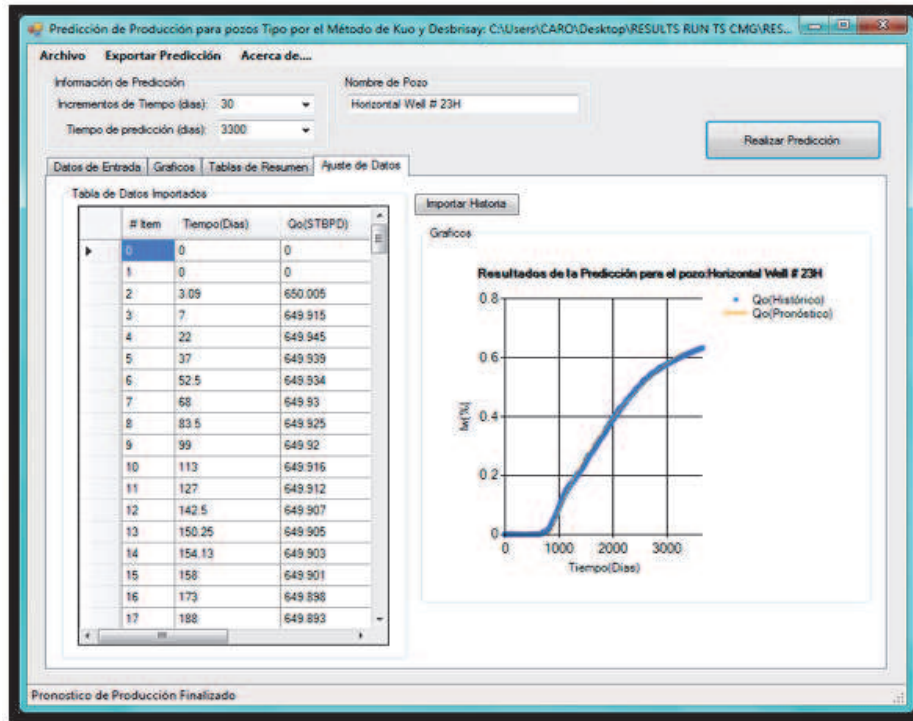 Predicción de Producción para pozos Tipo por el Método de Kuo y Desbrisay: C:\Users\CARO\Desktop\RESULTS RUN TS CMG\RES...
Archivo Exportar Predicción Acerca de....
Información de Predicción
Incrementos de Tiempo (dias): 30
Tiempo de predicción (dias): 3300
Nombre de Pozo
Horizontal Well # 23H
Realizar Predicción
Datos de Entrada Graficos Tablas de Resumen Ajuste de Datos
Tabla de Datos Importados
# Item Tiempo(Dias) Qo(STBPD)
0 0 0
1 0 0
2 3.09 650.005
3 7 649.915
4 22 649.945
5 37 649.939
6 52.5 649.934
7 68 649.93
8 83.5 649.925
9 99 649.92
10 113 649.916
11 127 649.912
12 142.5 649.907
13 150.25 649.905
14 154.13 649.903
15 158 649.901
16 173 649.898
17 188 649.893
Importar Historia
Graficos
Resultados de la Predicción para el pozo:Horizontal Well # 23H
Qo(Histórico)
Qo(Pronóstico)
0.8
0.6
0.4
0.2
0
fw(%)
0 1000 2000 3000
Tiempo(Dias)
Pronostico de Producción Finalizado